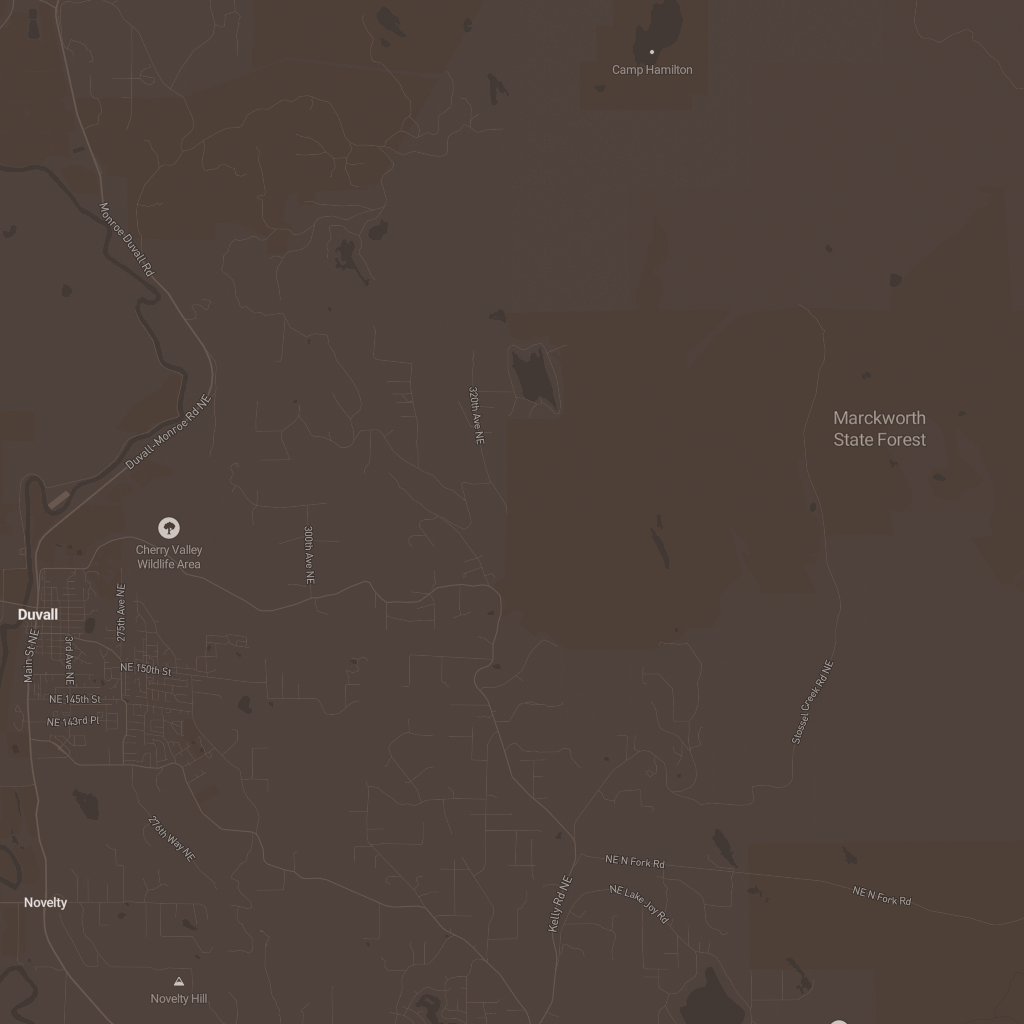 Camp Hamilton
Monroe Duvall Rd
Duvall-Monroe Rd NE
320th Ave NE
Marckworth
State Forest
Cherry Valley
Wildlife Area
300th Ave NE
Duvall
275th Ave NE
Main St NE
3rd Ave NE
NE 150th St
NE 145th St
NE 143rd Pl
Stossel Creek Rd NE
276th Way NE
NE N Fork Rd
NE Lake Joy Rd
NE N Fork Rd
Kelly Rd NE
Novelty
Novelty Hill